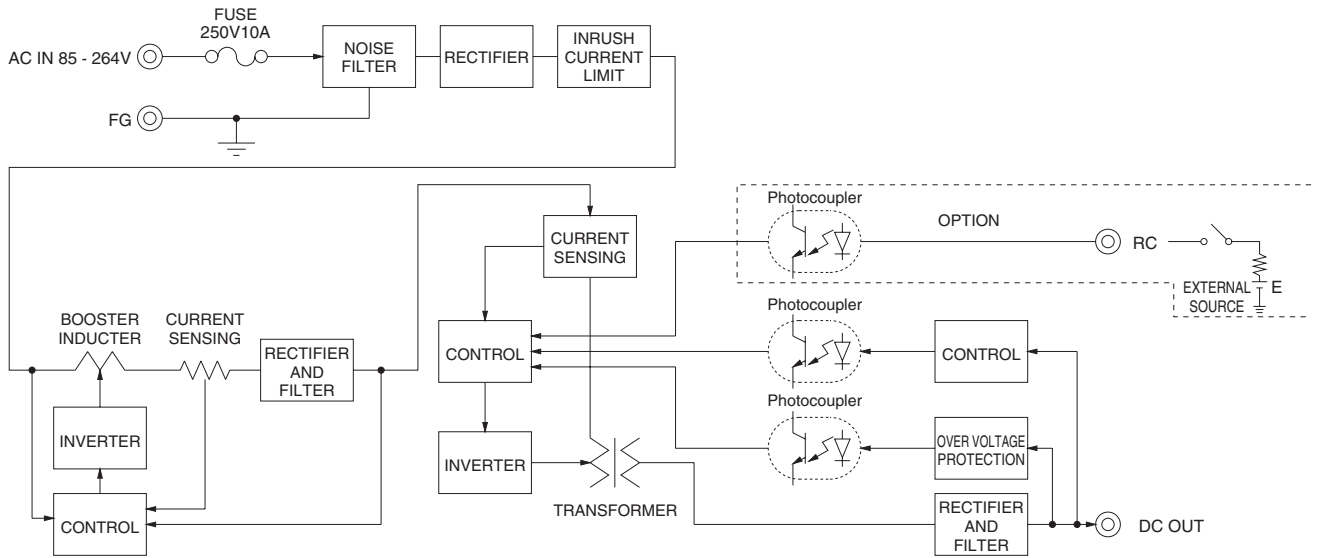 FUSE
250V10A
AC IN 85 - 264V
NOISE
FILTER
RECTIFIER
INRUSH
CURRENT
LIMIT
FG
Photocoupler
OPTION
RC
CURRENT
SENSING
EXTERNAL
SOURCE
E
BOOSTER
INDUCTER
CURRENT
SENSING
RECTIFIER
AND
FILTER
CONTROL
Photocoupler
CONTROL
Photocoupler
INVERTER
INVERTER
OVER VOLTAGE
PROTECTION
TRANSFORMER
CONTROL
RECTIFIER
AND
FILTER
DC OUT